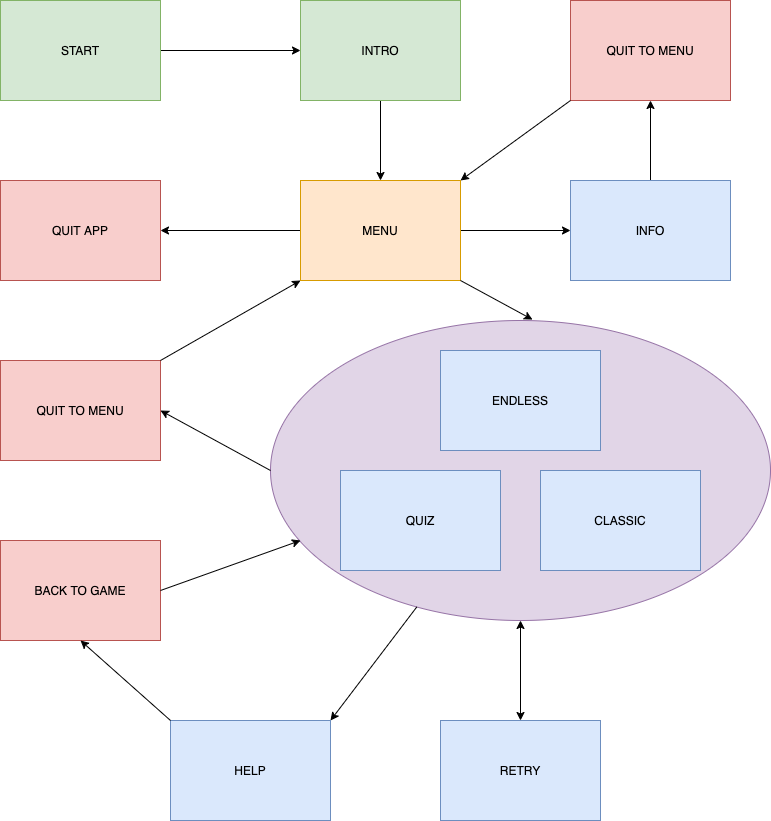 START
INTRO
QUIT TO MENU
QUIT APP
MENU
INFO
QUIT TO MENU
ENDLESS
QUIZ
CLASSIC
BACK TO GAME
HELP
RETRY